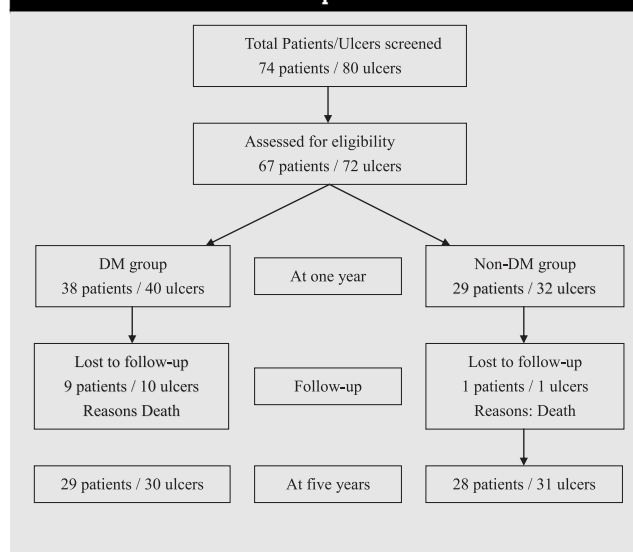 Total Patients/Ulcers screened
74 patients / 80 ulcers
Assessed for eligibility
67 patients / 72 ulcers
DM group
38 patients / 40 ulcers
At one year
Non-DM group
29 patients / 32 ulcers
Lost to follow-up
9 patients / 10 ulcers
Reasons Death
Follow-up
Lost to follow-up
1 patients / 1 ulcers
Reasons: Death
29 patients / 30 ulcers
At five years
28 patients / 31 ulcers